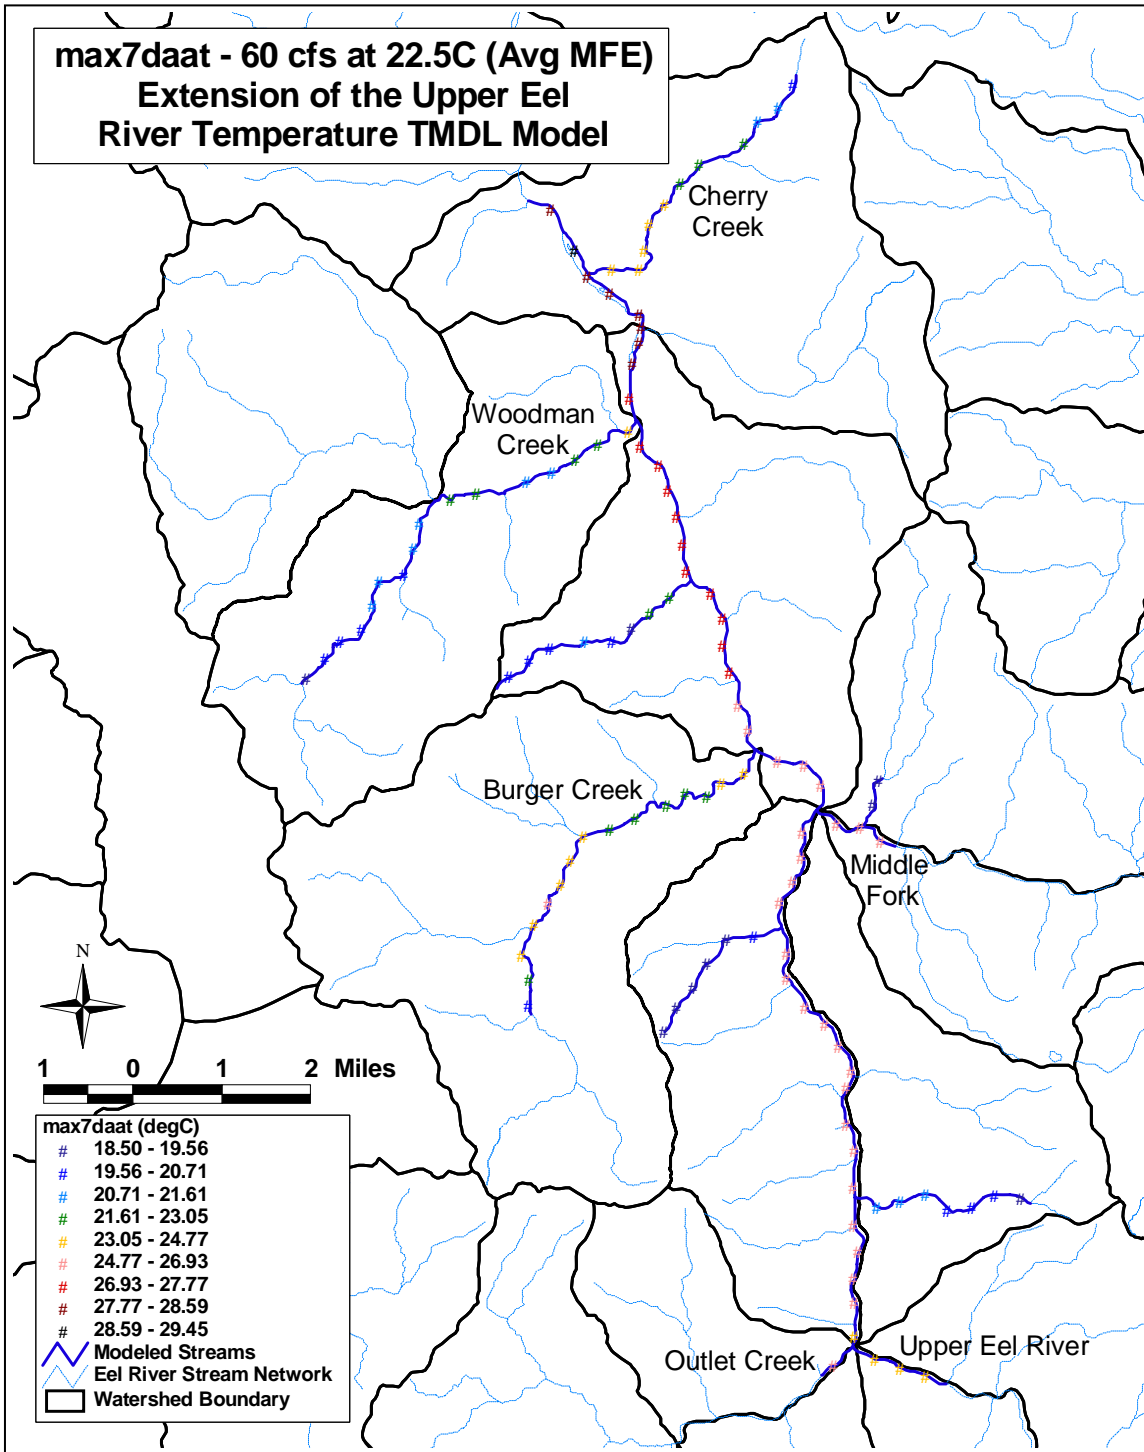 max7daat - 60 cfs at 22.5C (Avg MFE)
Extension of the Upper Eel
River Temperature TMDL Model
Cherry
Creek
Woodman
Creek
Burger Creek
Middle
Fork
N
1 0 1 2 Miles
max7daat (degC)
# 18.50 - 19.56
# 19.56 - 20.71
# 20.71 - 21.61
# 21.61 - 23.05
# 23.05 - 24.77
# 24.77 - 26.93
# 26.93 - 27.77
# 27.77 - 28.59
# 28.59 - 29.45
Modeled Streams
Eel River Stream Network
Watershed Boundary
Outlet Creek
Upper Eel River